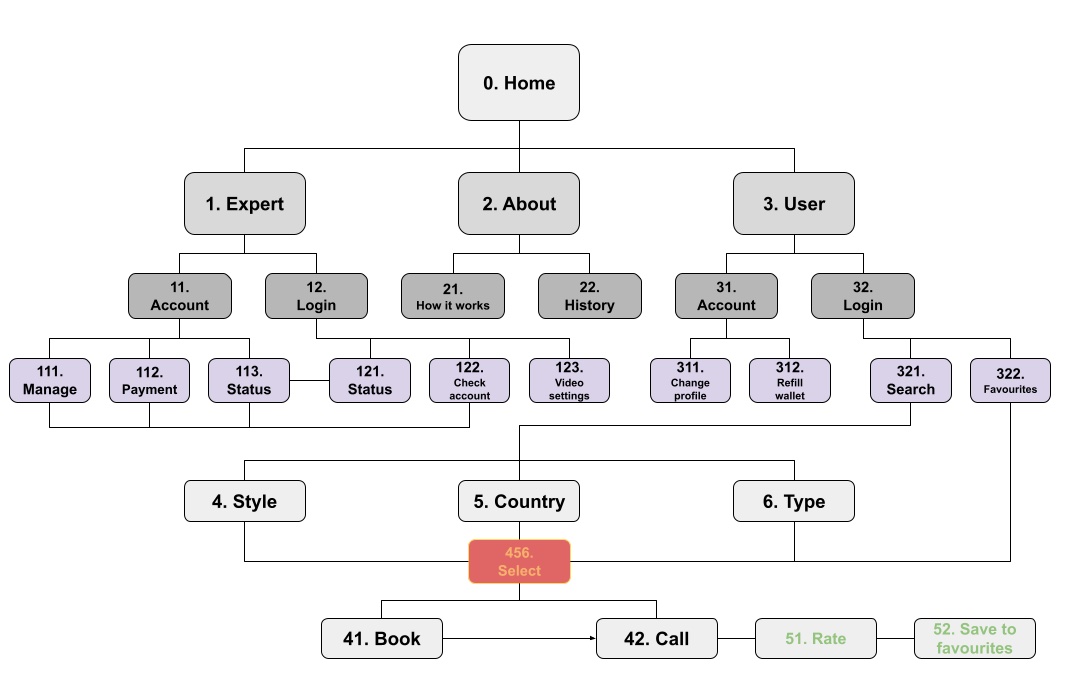 0. Home
1. Expert
2. About
3. User
11.
Account
12.
Login
21.
How it works
22.
History
31.
Account
32.
Login
111.
Manage
112.
Payment
113.
Status
121.
Status
122.
Check
account
123.
Video
settings
311.
Change
profile
312.
Refill
wallet
321.
Search
322.
Favourites
4. Style
5. Country
6. Type
456.
Select
41. Book
42. Call
51. Rate
52. Save to
favourites